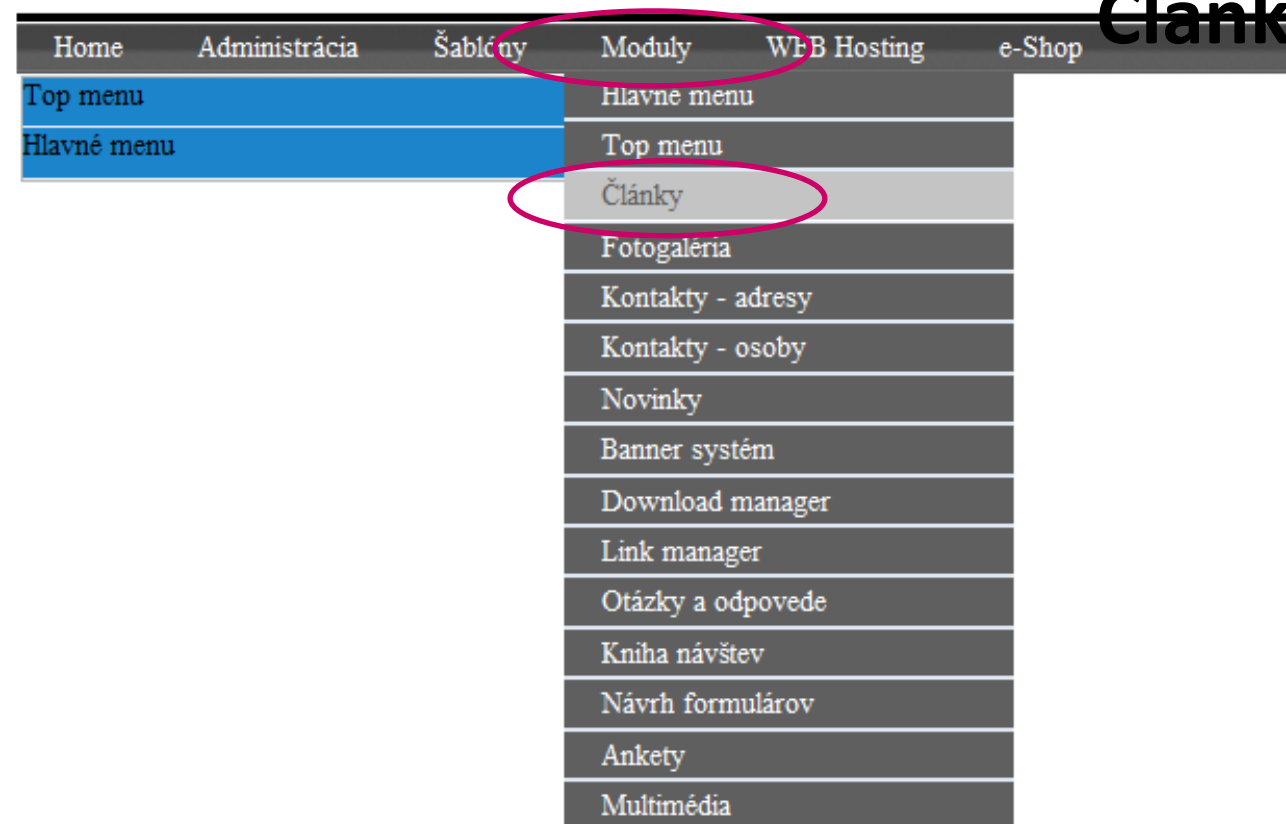 Článk
Home Administrácia Šablóny Moduly WEB Hosting e-Shop
Top menu
Hlavné menu
Hlavné menu
Top menu
Články
Fotogaléria
Kontakty - adresy
Kontakty - osoby
Novinky
Banner systém
Download manager
Link manager
Otázky a odpovede
Kniha návštev
Návrh formulárov
Ankety
Multimédia